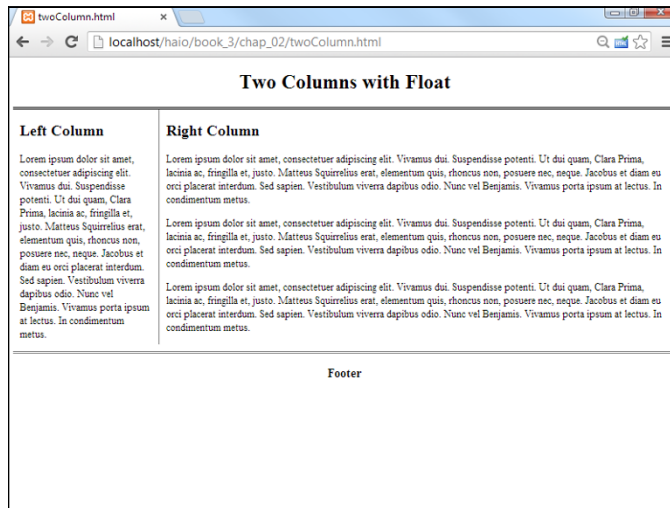 twoColumn.html
localhost/haio/book_3/chap_02/twoColumn.html
Two Columns with Float
Left Column
Lorem ipsum dolor sit amet,
consectetuer adipiscing elit.
Vivamus dui. Suspendisse
potenti. Ut dui quam, Clara
Prima, lacinia ac, fringilla et,
justo. Matteus Squirrelius erat,
elementum quis, rhoncus non,
posuere nec, neque. Jacobus et
diam eu orci placerat interdum.
Sed sapien. Vestibulum viverra
dapibus odio. Nunc vel
Benjamis. Vivamus porta ipsum
at lectus. In condimentum
metus.
Right Column
Lorem ipsum dolor sit amet, consectetuer adipiscing elit. Vivamus dui. Suspendisse potenti. Ut dui quam, Clara Prima,
lacinia ac, fringilla et, justo. Matteus Squirrelius erat, elementum quis, rhoncus non, posuere nec, neque. Jacobus et diam eu
orci placerat interdum. Sed sapien. Vestibulum viverra dapibus odio. Nunc vel Benjamis. Vivamus porta ipsum at lectus. In
condimentum metus.
Lorem ipsum dolor sit amet, consectetuer adipiscing elit. Vivamus dui. Suspendisse potenti. Ut dui quam, Clara Prima,
lacinia ac, fringilla et, justo. Matteus Squirrelius erat, elementum quis, rhoncus non, posuere nec, neque. Jacobus et diam eu
orci placerat interdum. Sed sapien. Vestibulum viverra dapibus odio. Nunc vel Benjamis. Vivamus porta ipsum at lectus. In
condimentum metus.
Lorem ipsum dolor sit amet, consectetuer adipiscing elit. Vivamus dui. Suspendisse potenti. Ut dui quam, Clara Prima,
lacinia ac, fringilla et, justo. Matteus Squirrelius erat, elementum quis, rhoncus non, posuere nec, neque. Jacobus et diam eu
orci placerat interdum. Sed sapien. Vestibulum viverra dapibus odio. Nunc vel Benjamis. Vivamus porta ipsum at lectus. In
condimentum metus.
Footer